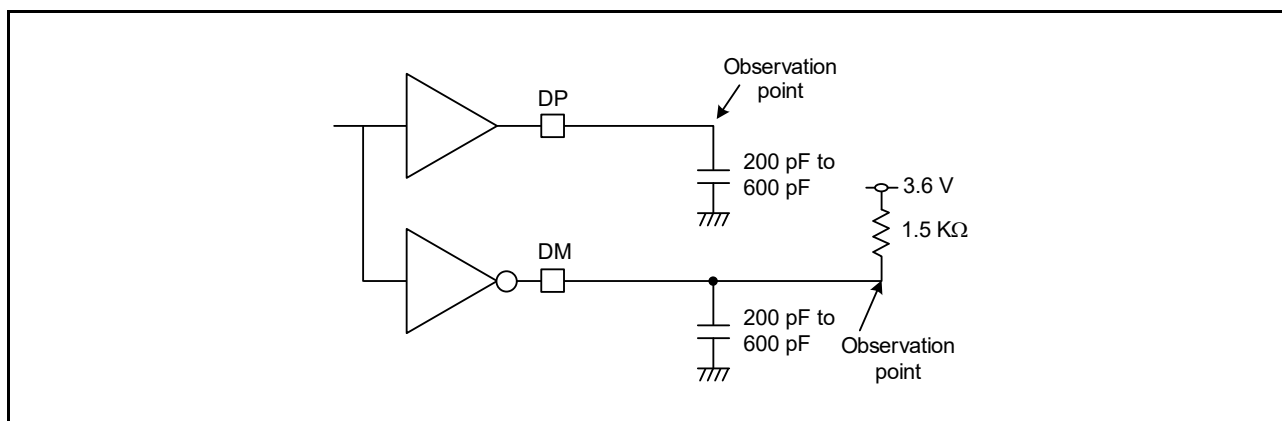 Observation
point
DP
200 pF to
600 pF
3.6 V
1.5 KΩ
DM
200 pF to
600 pF
Observation
point